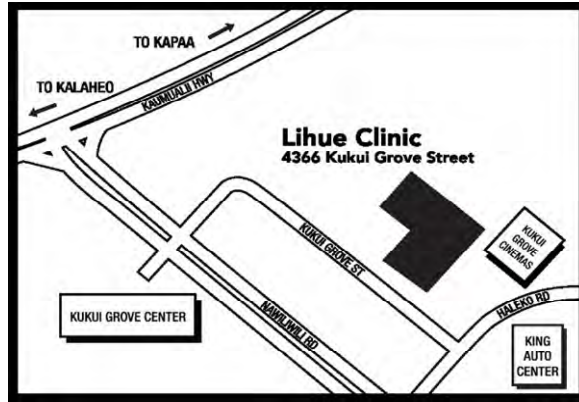 TO KAPAA
TO KALAHEO
KAUMUALII HWY
Lihue Clinic
4366 Kukui Grove Street
KUKUI GROVE ST
KUKUI
GROVE
CINEMAS
HALEKO RD
KUKUI GROVE CENTER
NAWILIWILI RD
KING
AUTO
CENTER